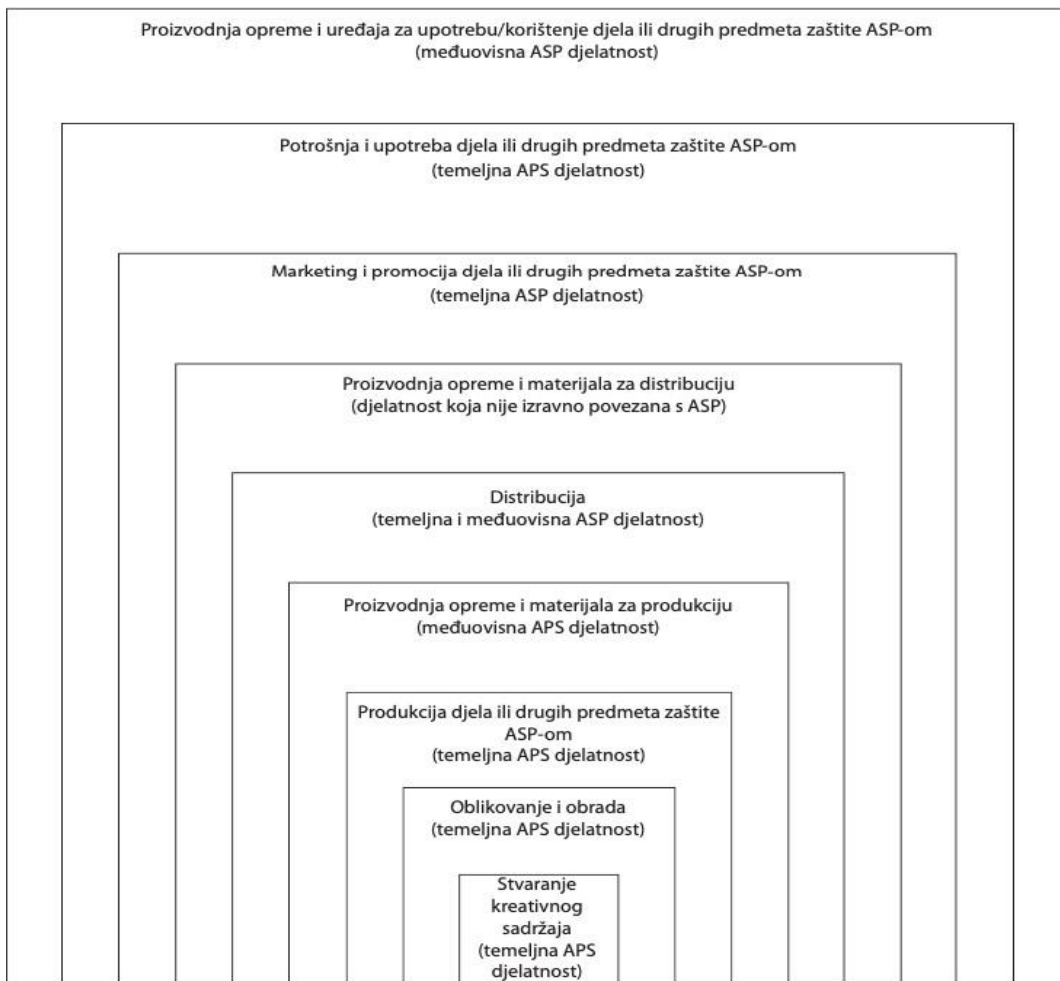 Proizvodnja opreme i uređaja za upotrebu/korištenje djela ili drugih predmeta zaštite ASP-om
(međuovisna ASP djelatnost)
Potrošnja i upotreba djela ili drugih predmeta zaštite ASP-om
(temeljna APS djelatnost)
Marketing i promocija djela ili drugih predmeta zaštite ASP-om
(temeljna ASP djelatnost)
Proizvodnja opreme i materijala za distribuciju
(djelatnost koja nije izravno povezana s ASP)
Distribucija
(temeljna i međuovisna ASP djelatnost)
Proizvodnja opreme i materijala za produkciju
(međuovisna APS djelatnost)
Produkcija djela ili drugih predmeta zaštite
ASP-om
(temeljna APS djelatnost)
Oblikovanje i obrada
(temeljna APS djelatnost)
Stvaranje
kreativnog
sadržaja
(temeljna APS
djelatnost)